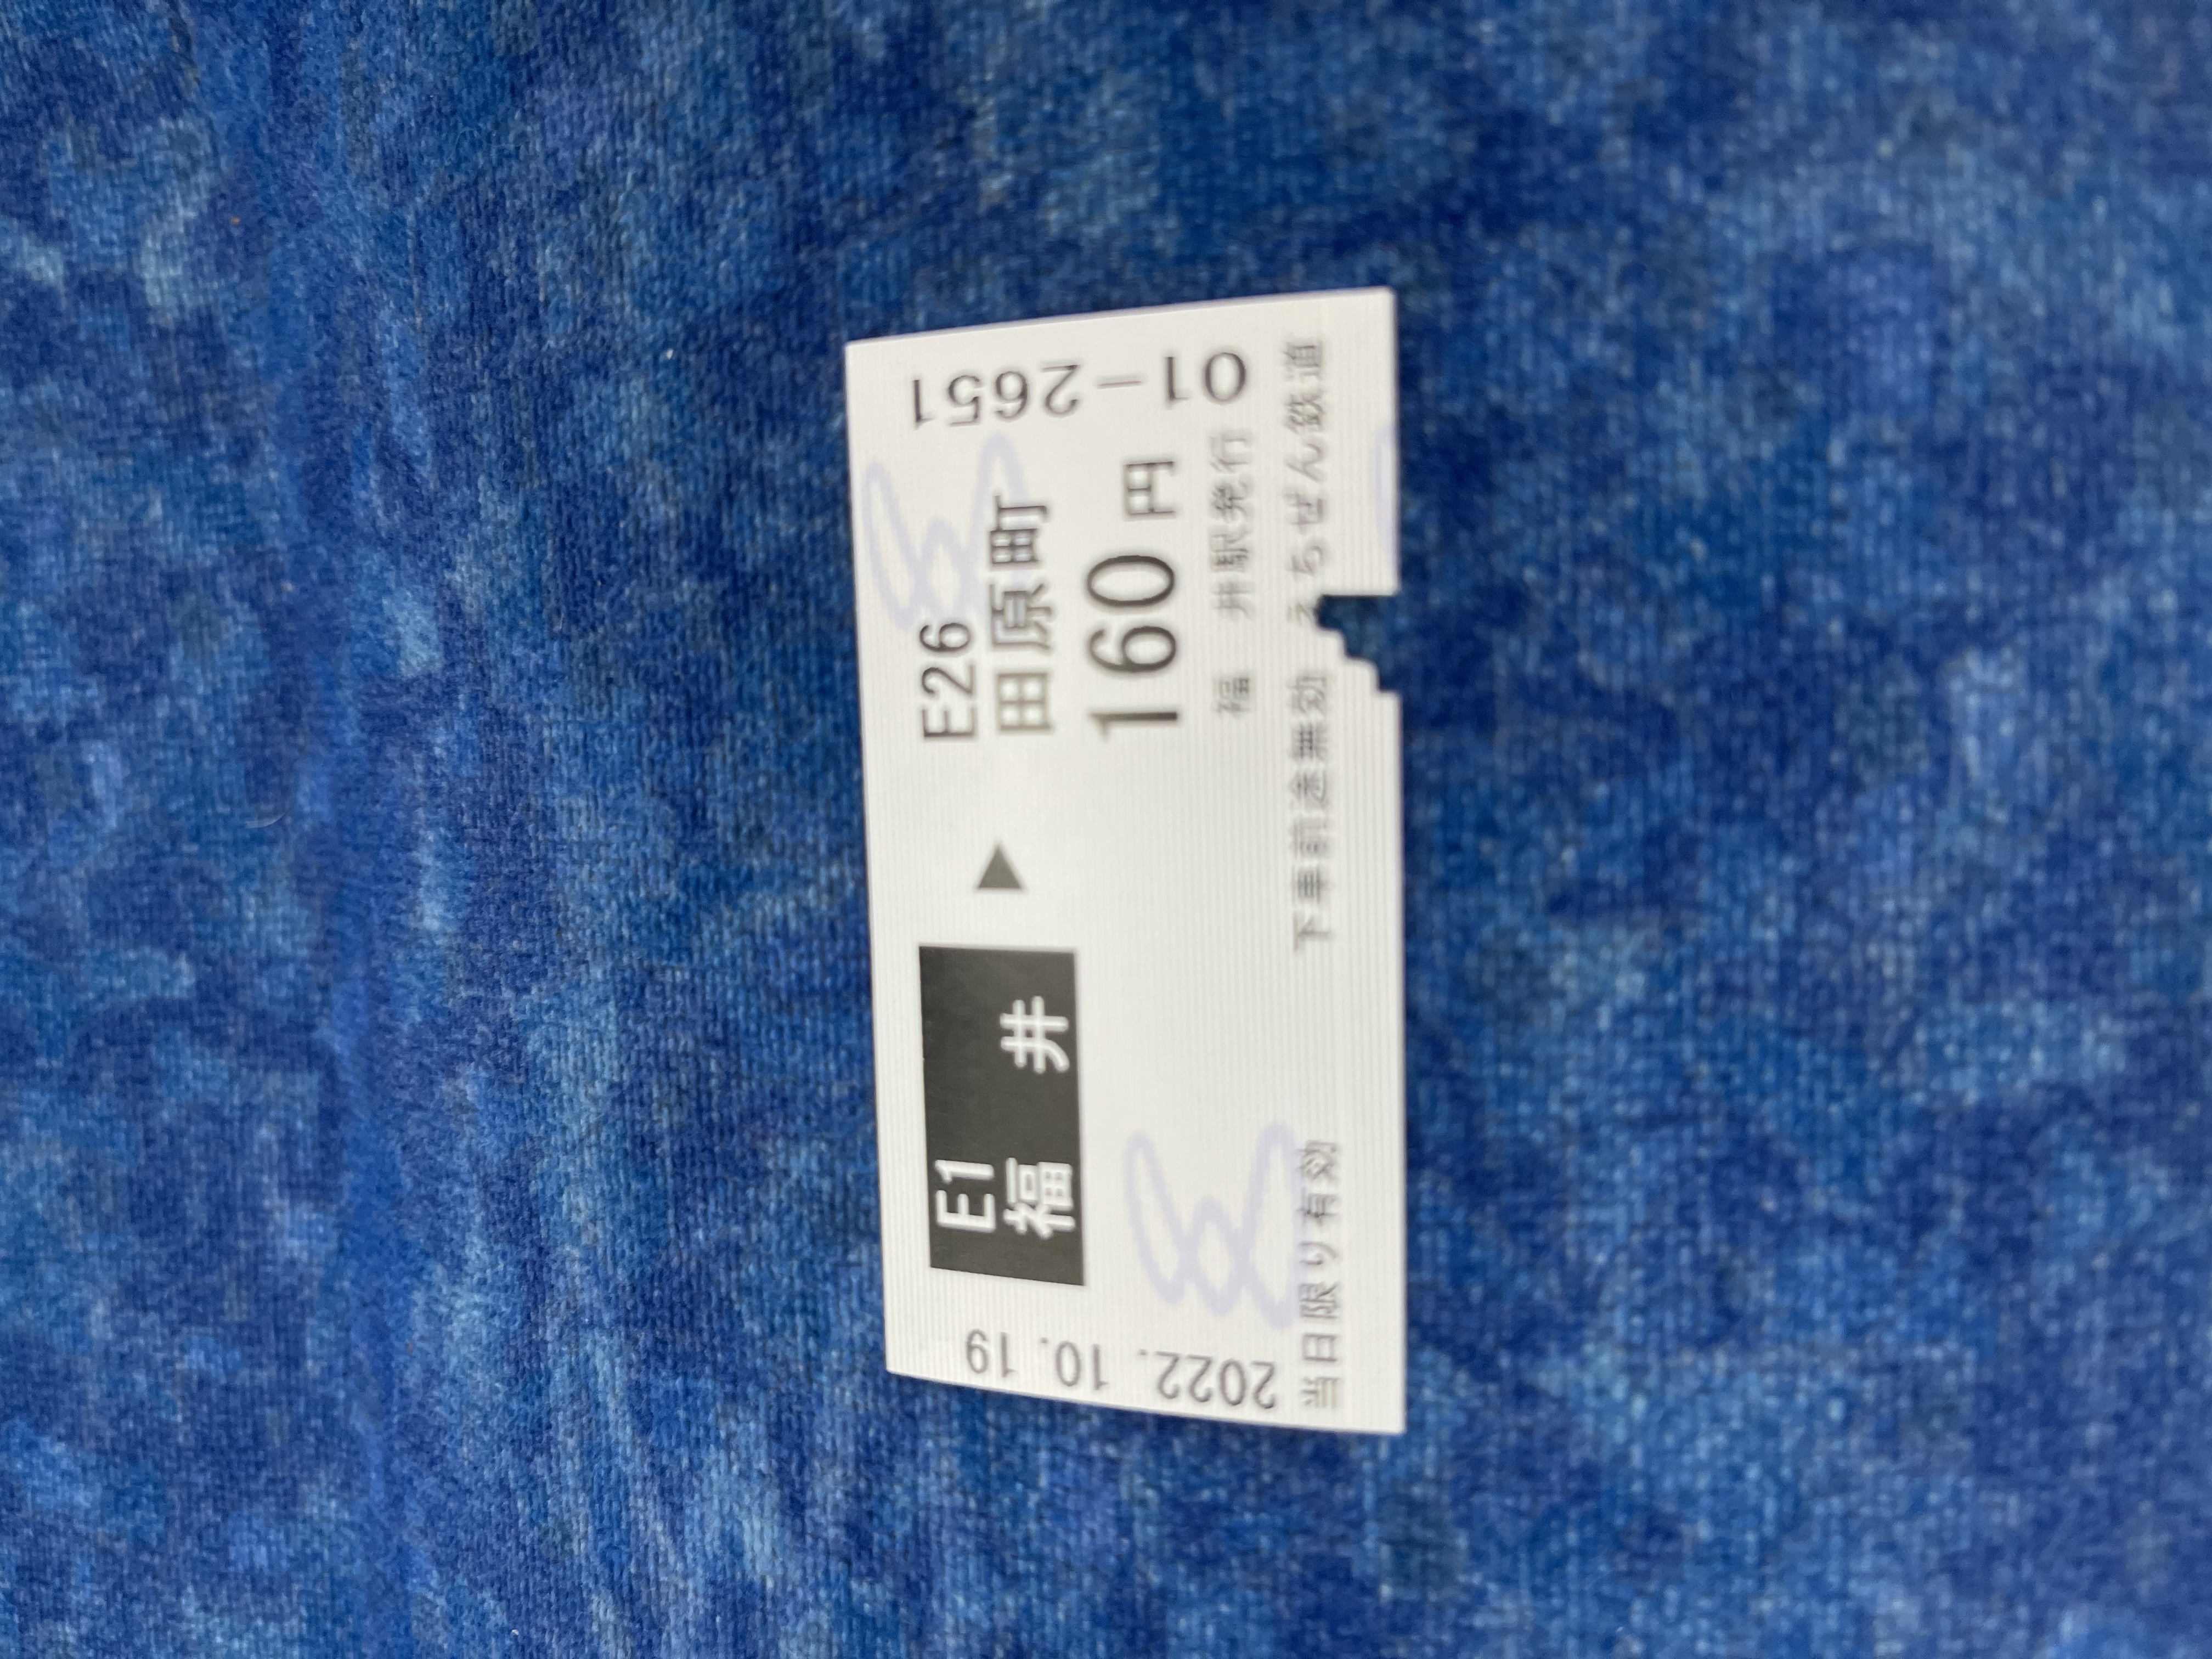 E1
福 井
▶
E26
田原町
160円
福 井駅発行
下車前途無効 えちぜん鉄道
当日限り有効
2022.10.19
01-2651